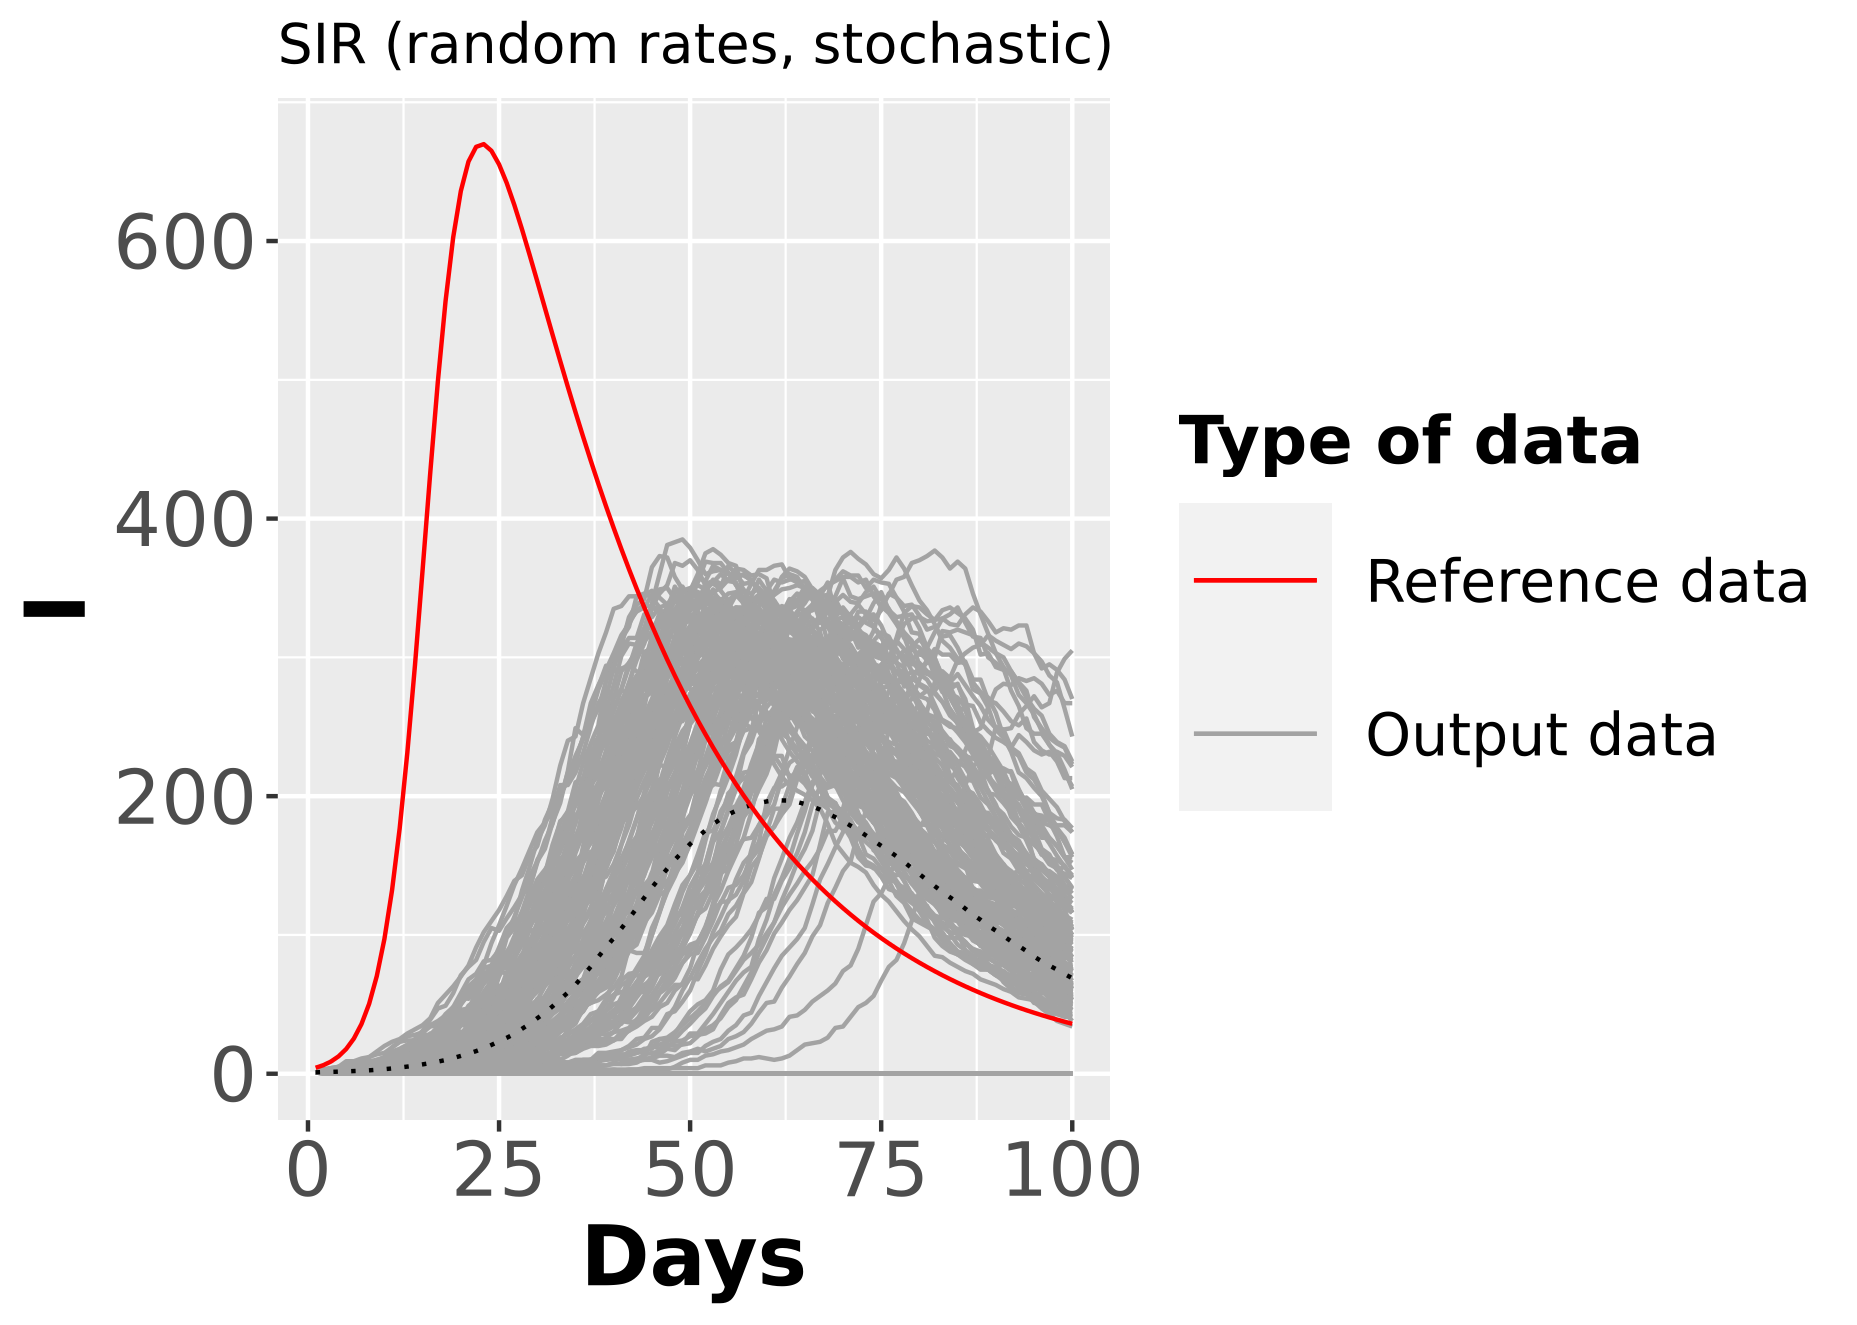 SIR (random rates, stochastic)
600
400
200
0
I
0 25 50 75 100
Days
Type of data
Reference data
Output data